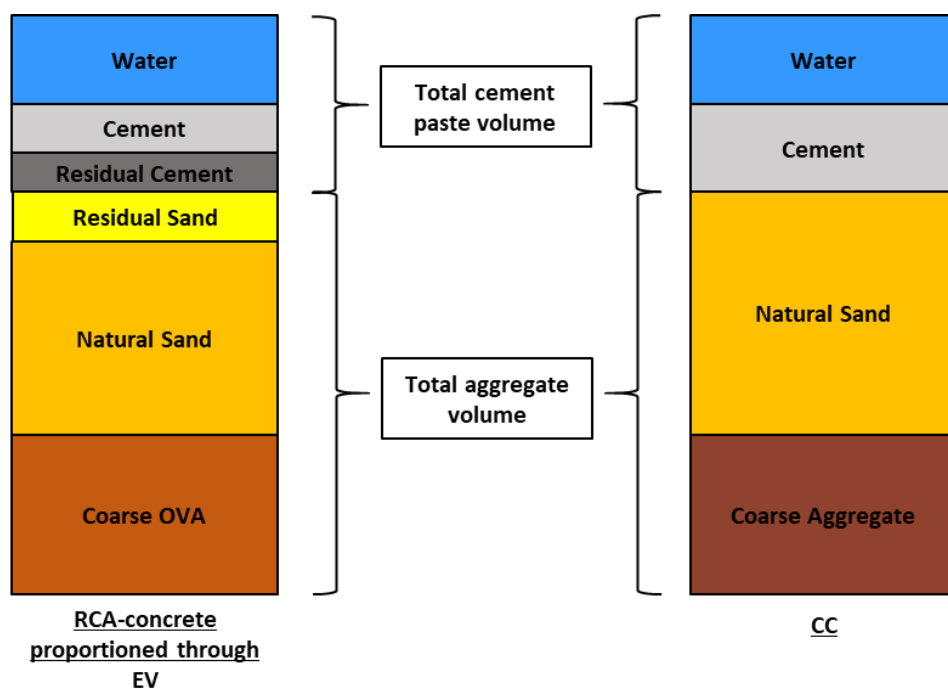 Water
Cement
Residual Cement
Residual Sand
Natural Sand
Coarse OVA
RCA-concrete
proportioned through
EV
Total cement
paste volume
Total aggregate
volume
Water
Cement
Natural Sand
Coarse Aggregate
CC